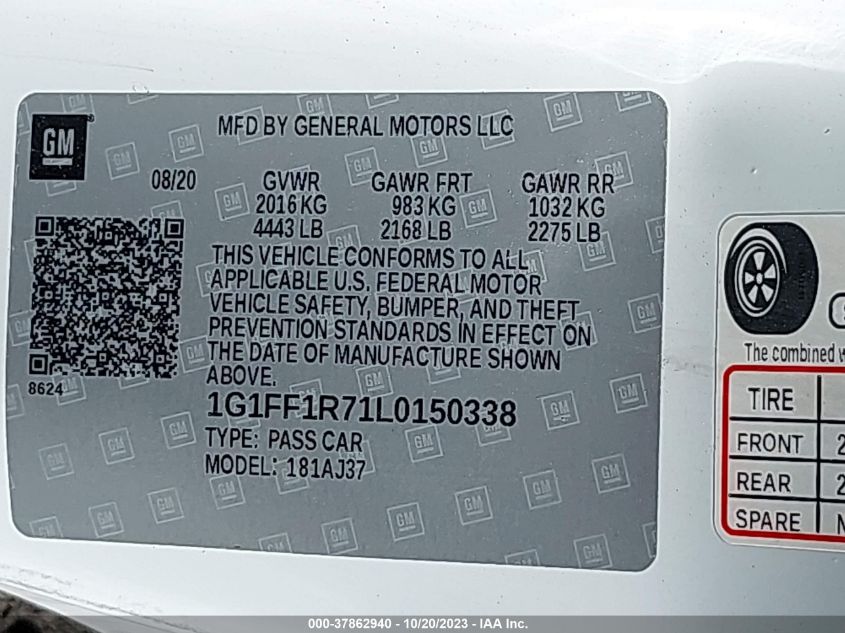 GM
MFD BY GENERAL MOTORS LLC
08/20 GVWR GAWR FRT GAWR RR
2016 KG 983 KG 1032 KG
4443 LB 2168 LB 2275 LB
THIS VEHICLE CONFORMS TO ALL
APPLICABLE U.S. FEDERAL MOTOR
VEHICLE SAFETY, BUMPER, AND THEFT
PREVENTION STANDARDS IN EFFECT ON
THE DATE OF MANUFACTURE SHOWN
ABOVE.
8624
1G1FF1R71L0150338
TYPE: PASS CAR
MODEL: 181AJ37
The combined w
TIRE
FRONT 2
REAR 2
SPARE N
000-37862940 - 10/20/2023 - IAA Inc.